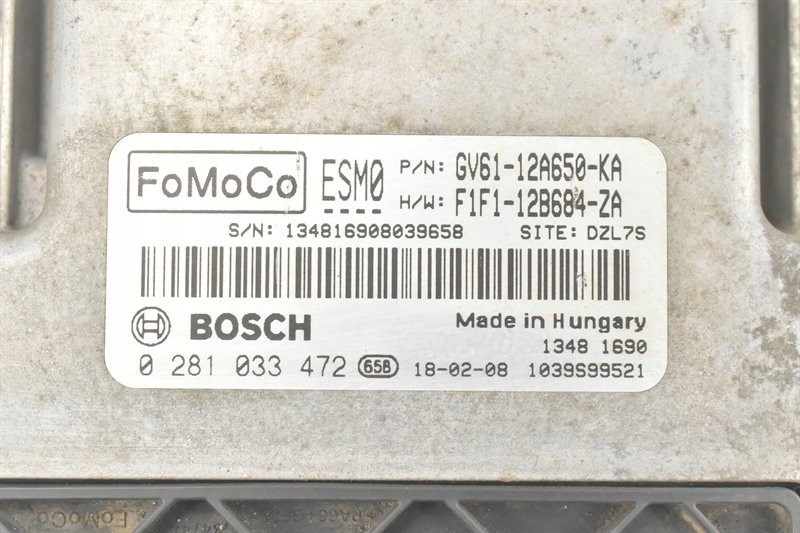 FoMoCo ESM0 P/N: GV61-12A650-KA
H/W: F1F1-12B684-ZA
S/N: 134816908039658 SITE: DZL7S
BOSCH Made in Hungary
1348 1690
0 281 033 472 658 18-02-08 1039S99521
FoMoCo